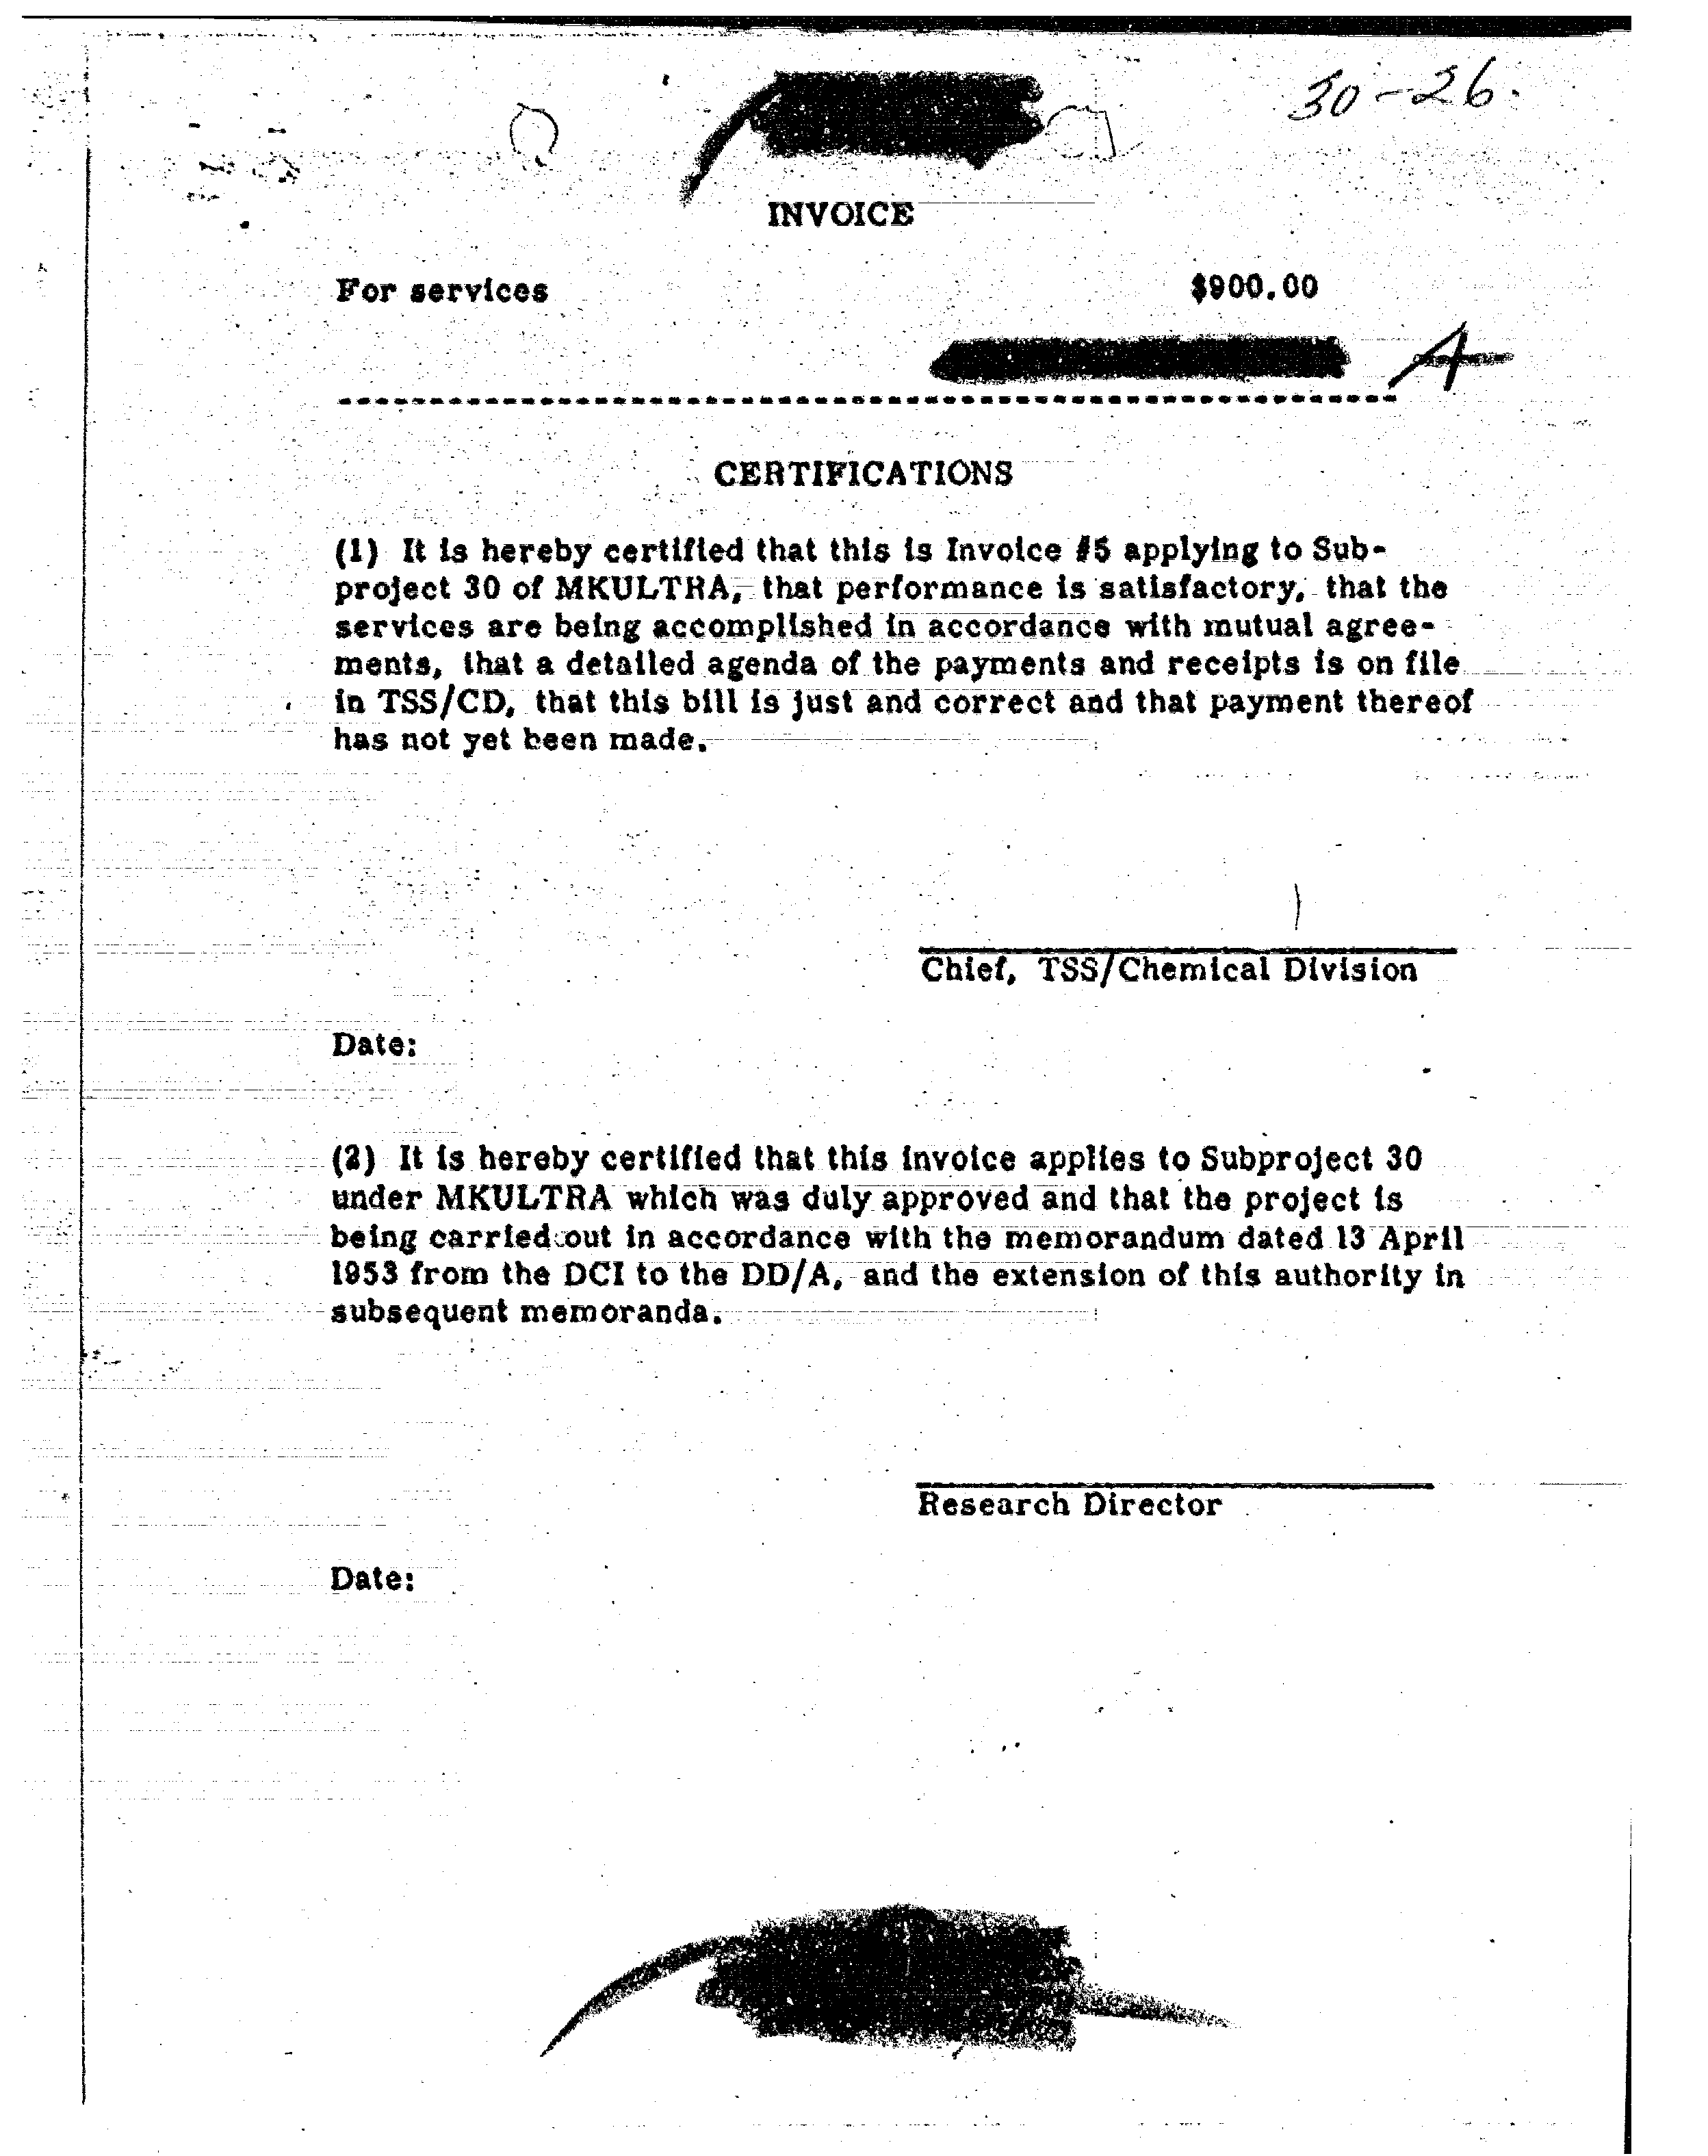 30-26.
INVOICE
For services $900.00
A
CERTIFICATIONS
(1) It is hereby certified that this is Invoice #5 applying to Sub-
project 30 of MKULTRA, that performance is satisfactory, that the
services are being accomplished in accordance with mutual agree-
ments, that a detailed agenda of the payments and receipts is on file
in TSS/CD, that this bill is just and correct and that payment thereof
has not yet been made.
Chief, TSS/Chemical Division
Date:
(2) It is hereby certified that this invoice applies to Subproject 30
under MKULTRA which was duly approved and that the project is
being carried out in accordance with the memorandum dated 13 April
1953 from the DCI to the DD/A, and the extension of this authority in
subsequent memoranda.
Research Director
Date: